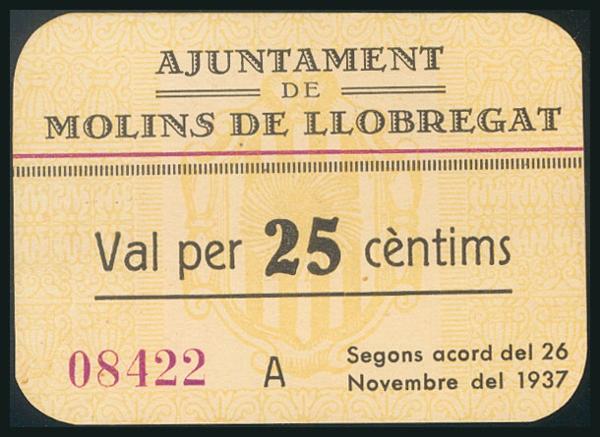 AJUNTAMENT
DE
MOLINS DE LLOBREGAT
Val per 25 cèntims
08422 A Segons acord del 26
Novembre del 1937